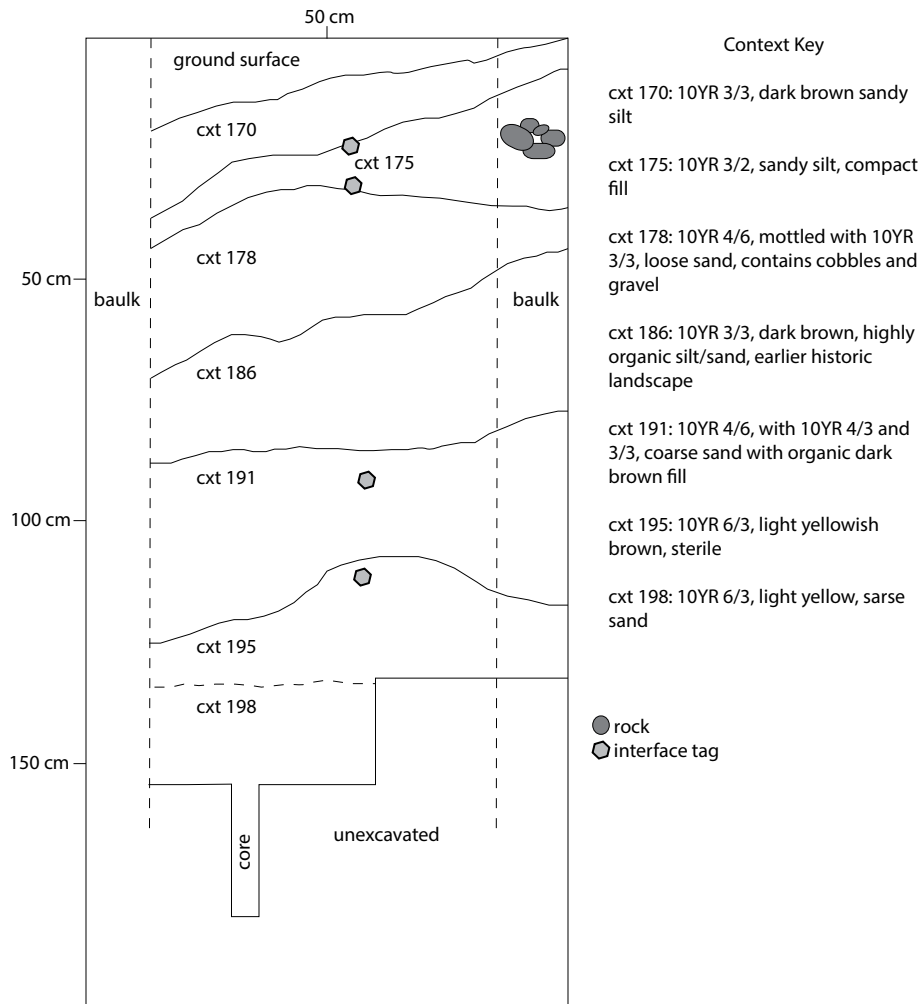 50 cm
ground surface
cxt 170
cxt 175
cxt 178
50 cm
baulk
baulk
cxt 186
cxt 191
100 cm
cxt 195
cxt 198
150 cm
core
unexcavated
Context Key
cxt 170: 10YR 3/3, dark brown sandy
silt
cxt 175: 10YR 3/2, sandy silt, compact
fill
cxt 178: 10YR 4/6, mottled with 10YR
3/3, loose sand, contains cobbles and
gravel
cxt 186: 10YR 3/3, dark brown, highly
organic silt/sand, earlier historic
landscape
cxt 191: 10YR 4/6, with 10YR 4/3 and
3/3, coarse sand with organic dark
brown fill
cxt 195: 10YR 6/3, light yellowish
brown, sterile
cxt 198: 10YR 6/3, light yellow, sarse
sand
rock
interface tag